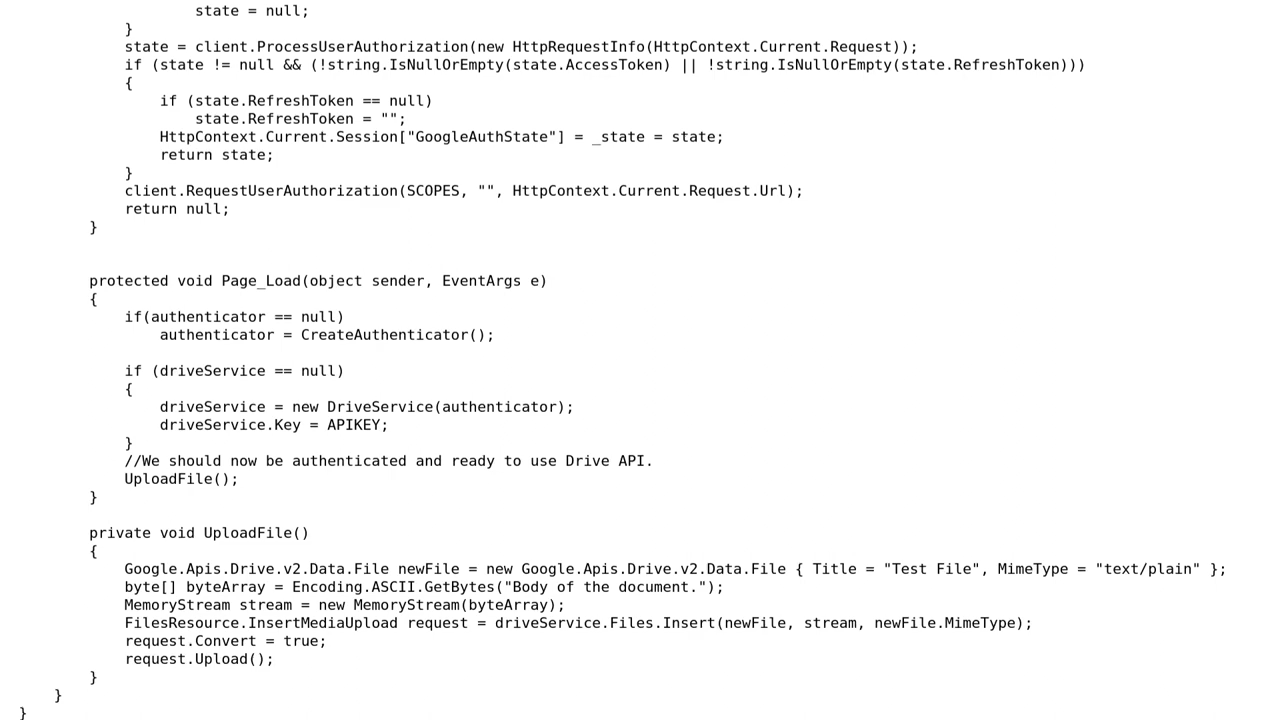 state = null;
            }
            state = client.ProcessUserAuthorization(new HttpRequestInfo(HttpContext.Current.Request));
            if (state != null && (!string.IsNullOrEmpty(state.AccessToken) || !string.IsNullOrEmpty(state.RefreshToken)))
            {
                if (state.RefreshToken == null)
                    state.RefreshToken = "";
                HttpContext.Current.Session["GoogleAuthState"] = _state = state;
                return state;
            }
            client.RequestUserAuthorization(SCOPES, "", HttpContext.Current.Request.Url);
            return null;
        }


        protected void Page_Load(object sender, EventArgs e)
        {
            if(authenticator == null)
                authenticator = CreateAuthenticator();

            if (driveService == null)
            {
                driveService = new DriveService(authenticator);
                driveService.Key = APIKEY;
            }
            //We should now be authenticated and ready to use Drive API.
            UploadFile();
        }

        private void UploadFile()
        {
            Google.Apis.Drive.v2.Data.File newFile = new Google.Apis.Drive.v2.Data.File { Title = "Test File", MimeType = "text/plain" };
            byte[] byteArray = Encoding.ASCII.GetBytes("Body of the document.");
            MemoryStream stream = new MemoryStream(byteArray);
            FilesResource.InsertMediaUpload request = driveService.Files.Insert(newFile, stream, newFile.MimeType);
            request.Convert = true;
            request.Upload();
        }
    }
}